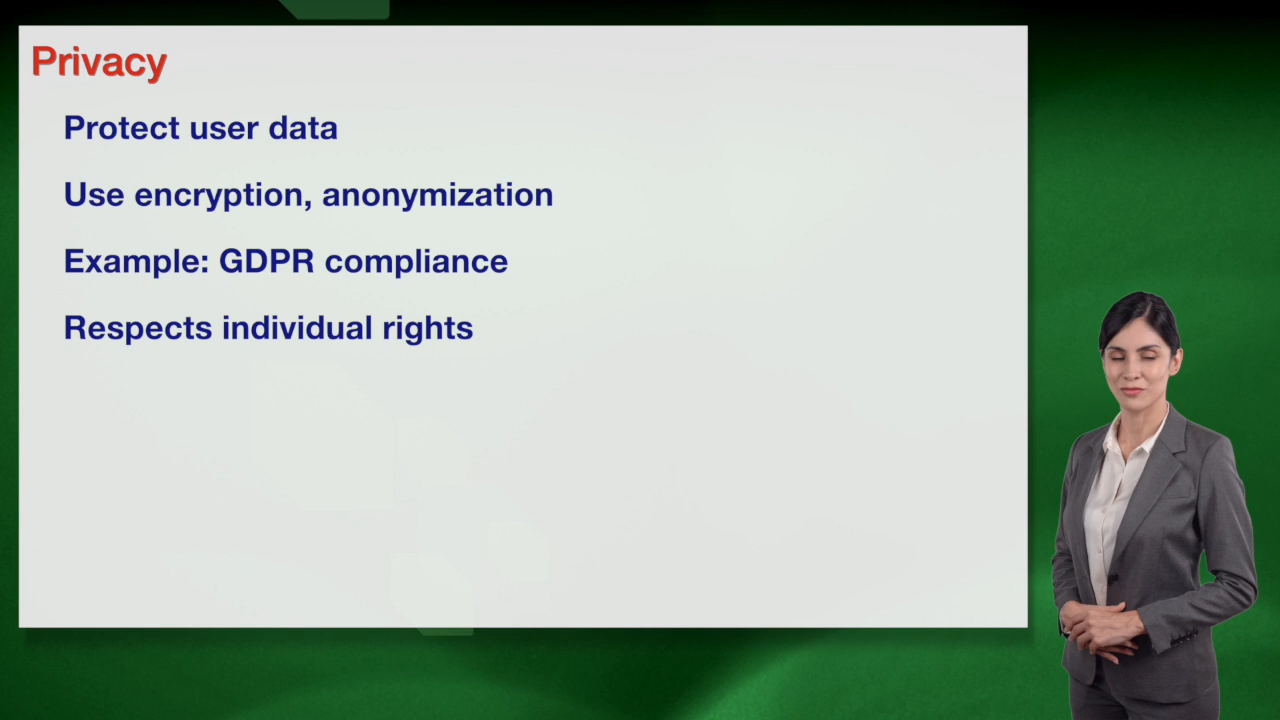 Privacy
Protect user data
Use encryption, anonymization
Example: GDPR compliance
Respects individual rights